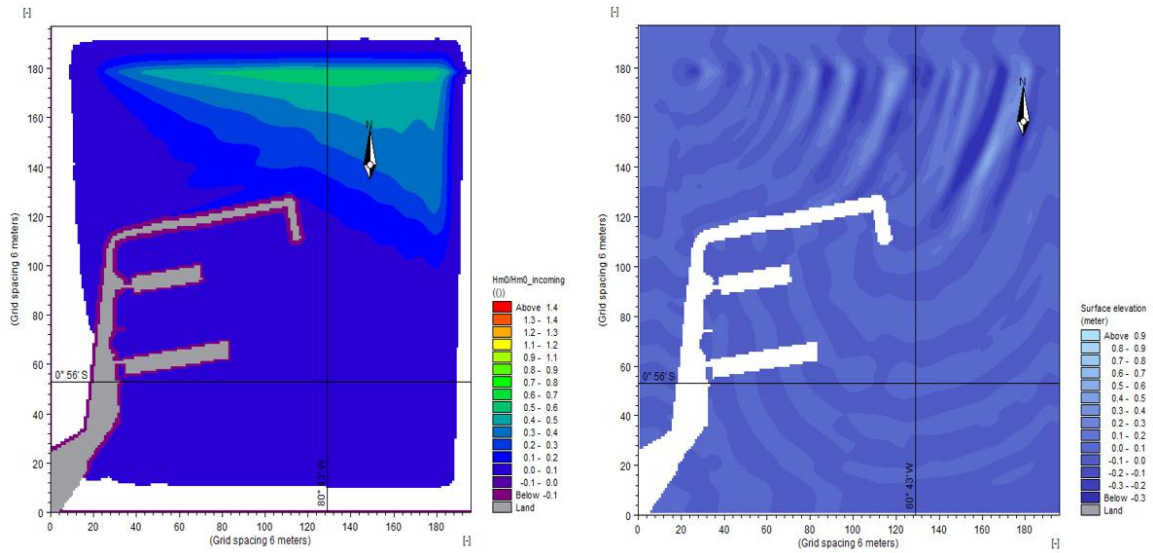 [-]
180
160
140
120
100
80
60
40
20
0
(Grid spacing 6 meters)
N
0° 56' S
80° 43' W
0 20 40 60 80 100 120 140 160 180
(Grid spacing 6 meters)
[-]
Hm0/Hm0_incoming
(())
Above 1.4
1.3 - 1.4
1.2 - 1.3
1.1 - 1.2
1.0 - 1.1
0.9 - 1.0
0.8 - 0.9
0.7 - 0.8
0.6 - 0.7
0.5 - 0.6
0.4 - 0.5
0.3 - 0.4
0.2 - 0.3
0.1 - 0.2
0.0 - 0.1
-0.1 - 0.0
Below -0.1
Land
[-]
180
160
140
120
100
80
60
40
20
0
(Grid spacing 6 meters)
N
0° 56' S
80° 43' W
0 20 40 60 80 100 120 140 160 180
(Grid spacing 6 meters)
[-]
Surface elevation
(meter)
Above 0.9
0.8 - 0.9
0.7 - 0.8
0.6 - 0.7
0.5 - 0.6
0.4 - 0.5
0.3 - 0.4
0.2 - 0.3
0.1 - 0.2
0.0 - 0.1
-0.1 - 0.0
-0.2 - -0.1
-0.3 - -0.2
Below -0.3
Land